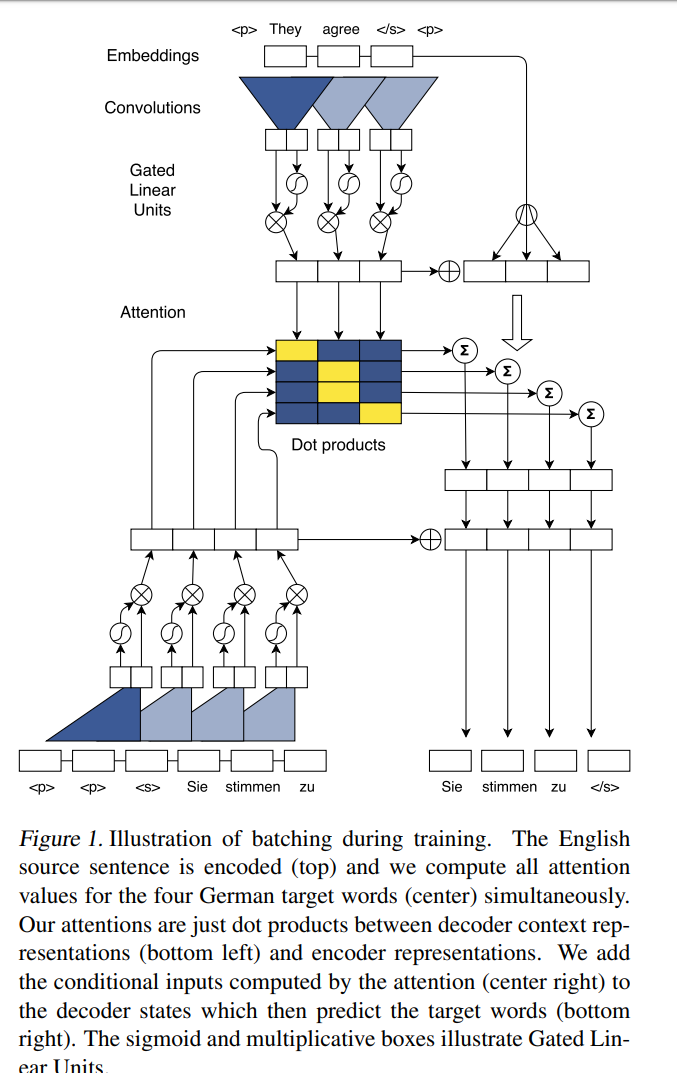 <p> They agree </s> <p>
Embeddings
Convolutions
Gated
Linear
Units
Attention
Σ
Σ
Σ
Σ
Dot products
<p> <p> <s> Sie stimmen zu
Sie stimmen zu </s>
Figure 1. Illustration of batching during training. The English
source sentence is encoded (top) and we compute all attention
values for the four German target words (center) simultaneously.
Our attentions are just dot products between decoder context rep-
resentations (bottom left) and encoder representations. We add
the conditional inputs computed by the attention (center right) to
the decoder states which then predict the target words (bottom
right). The sigmoid and multiplicative boxes illustrate Gated Lin-
ear Units.